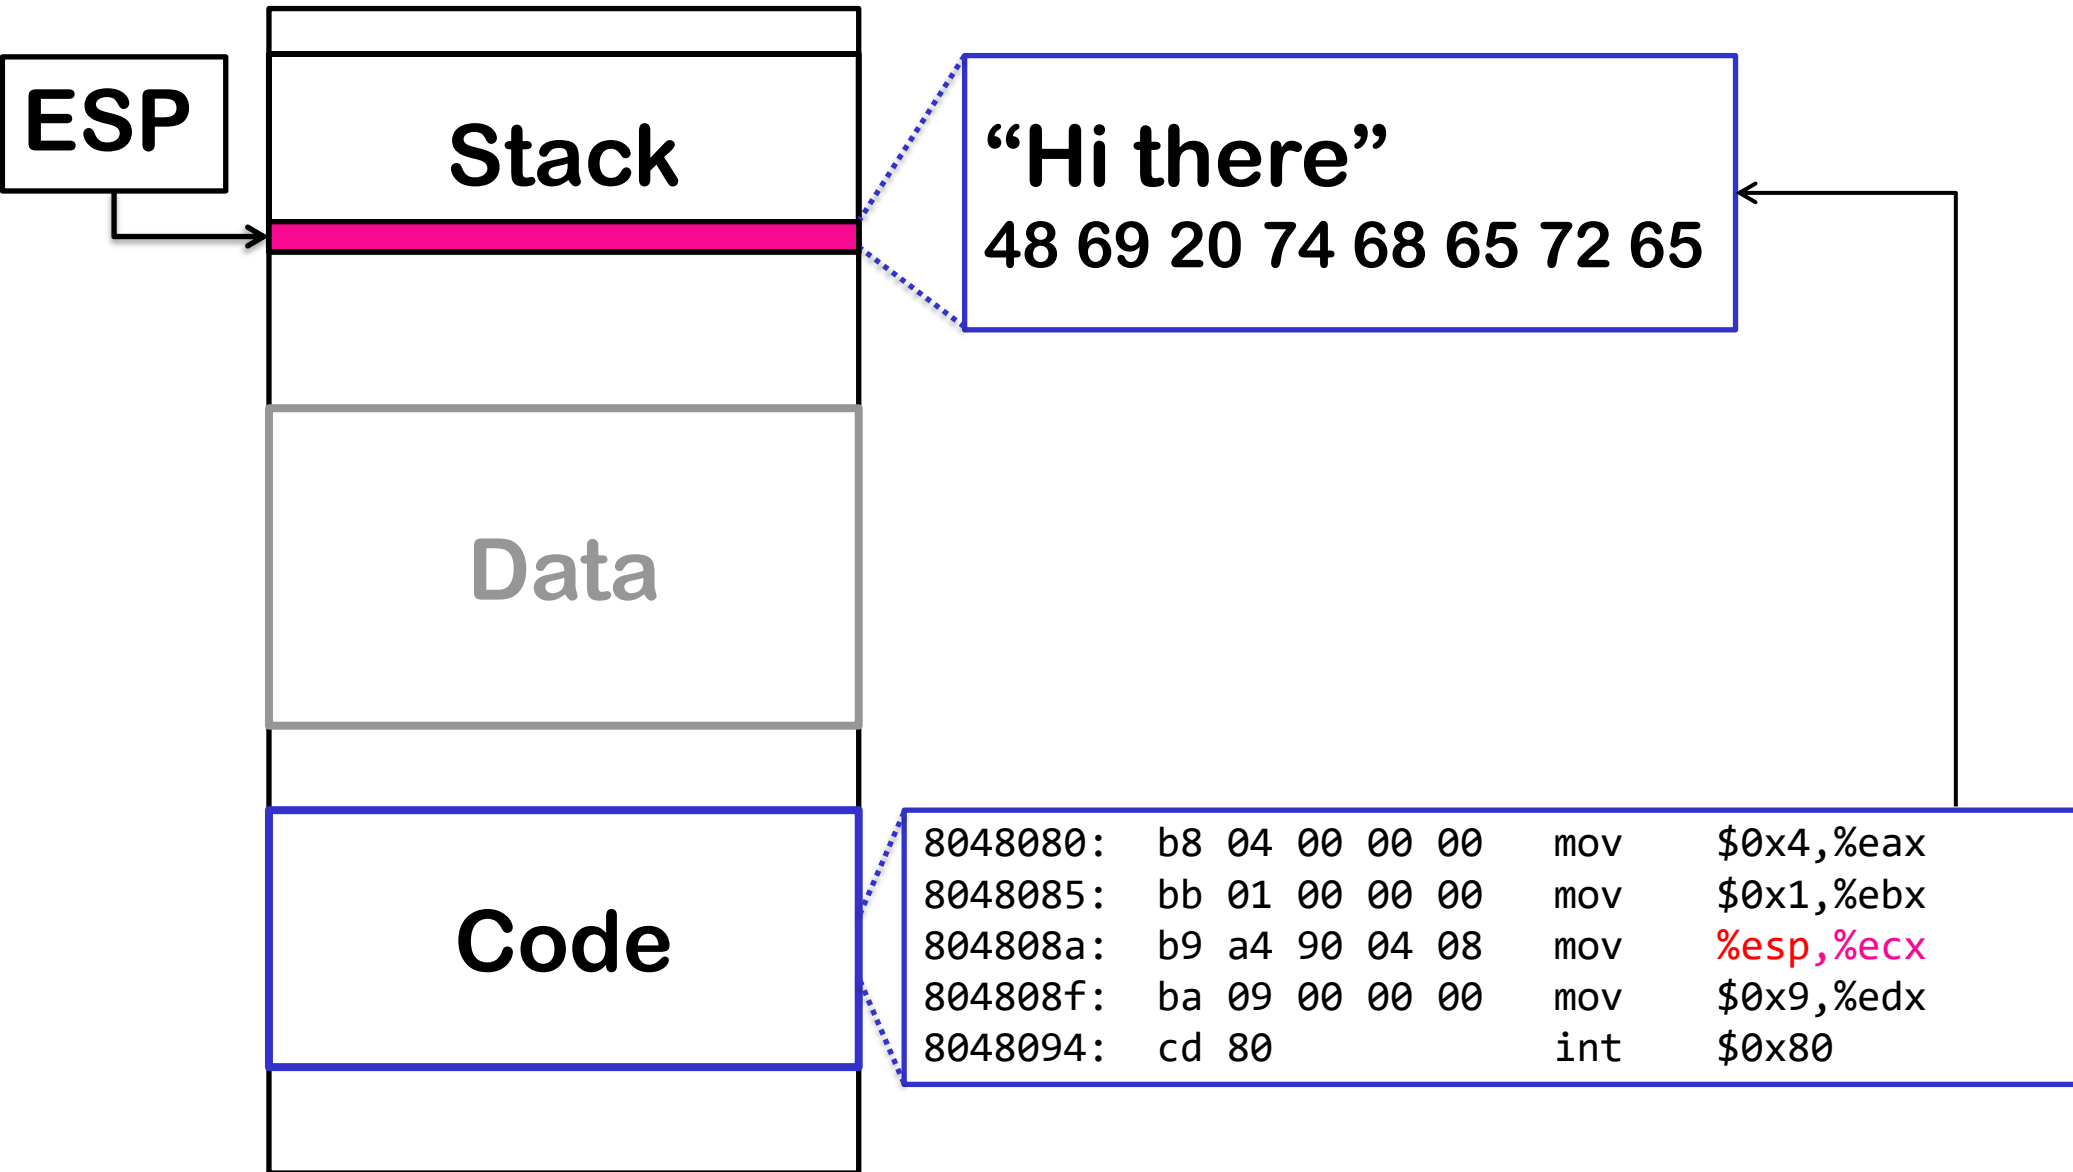 ESP
Stack
“Hi there”
48 69 20 74 68 65 72 65
Data
Code
8048080: b8 04 00 00 00 mov $0x4,%eax
8048085: bb 01 00 00 00 mov $0x1,%ebx
804808a: b9 a4 90 04 08 mov %esp,%ecx
804808f: ba 09 00 00 00 mov $0x9,%edx
8048094: cd 80 int $0x80